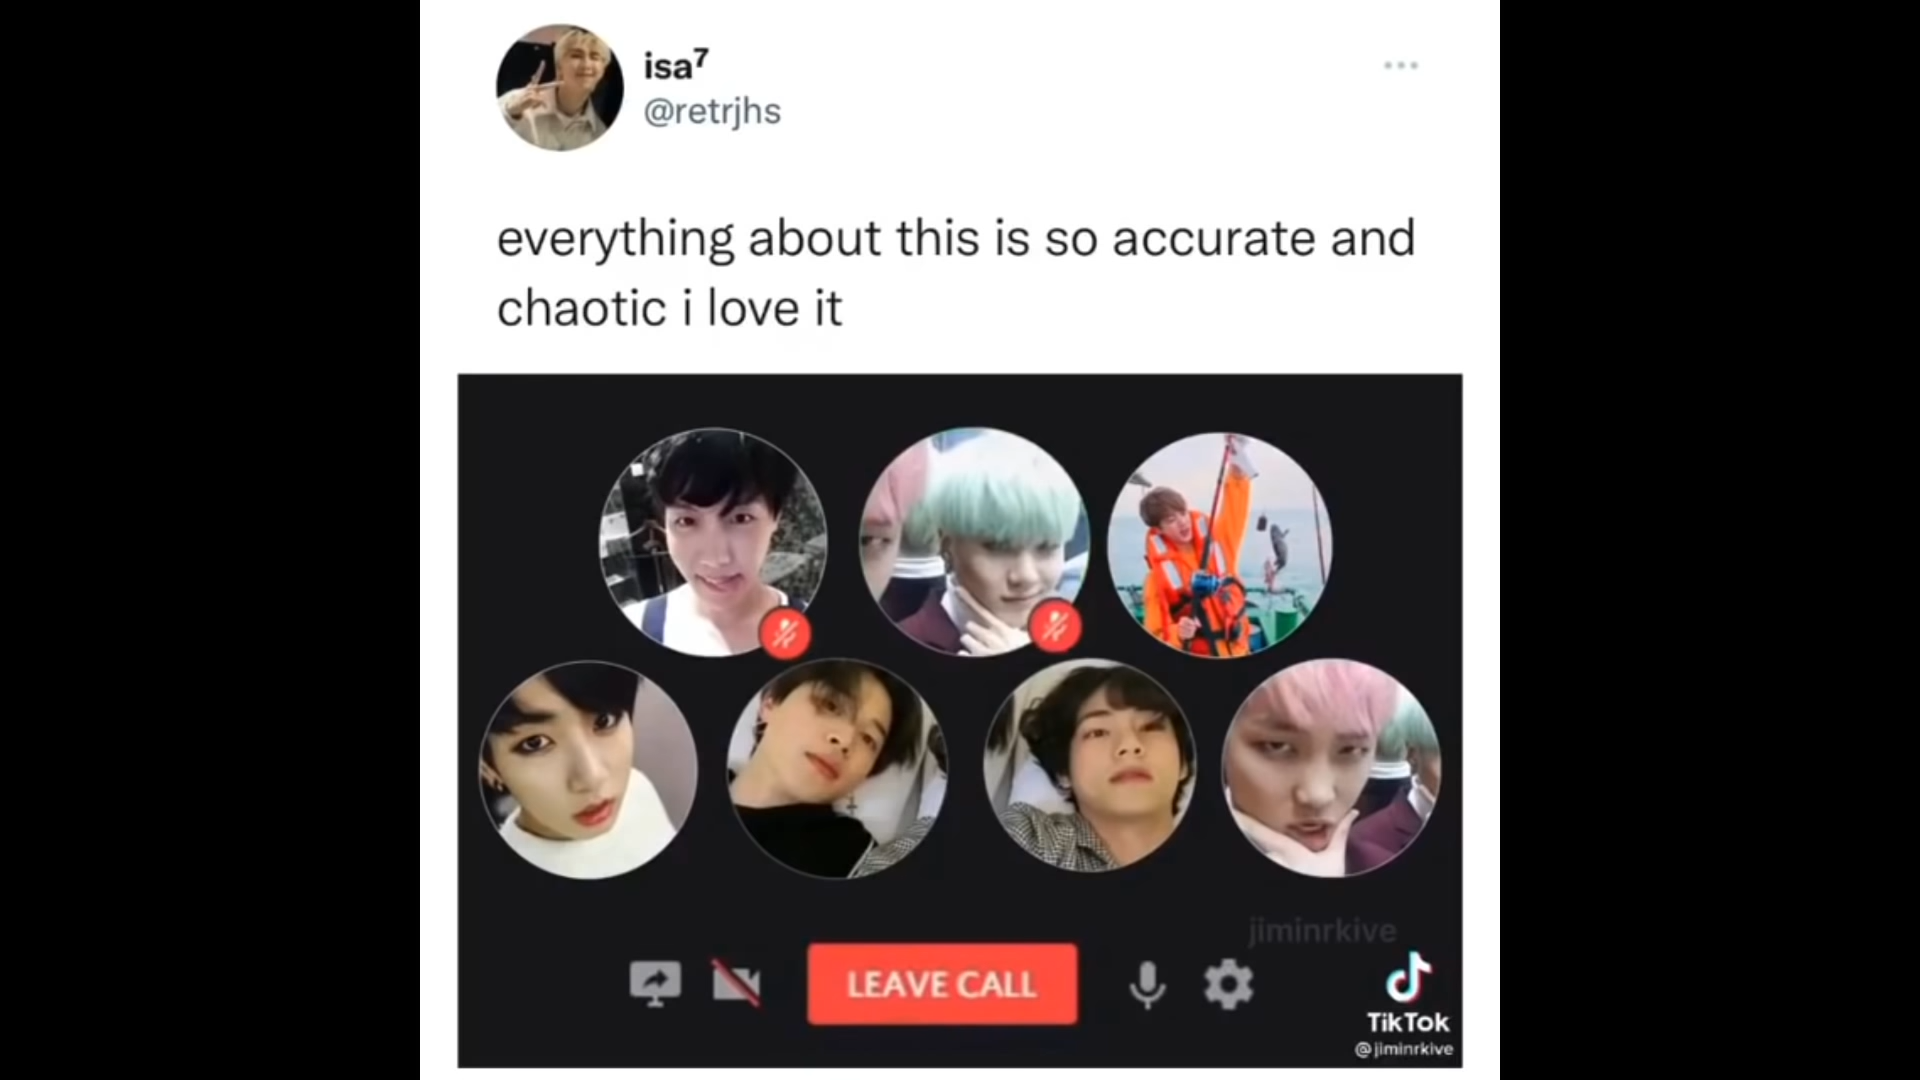 isa⁷
@retrjhs
everything about this is so accurate and
chaotic i love it
jiminrkive
LEAVE CALL
TikTok
@jiminrkive